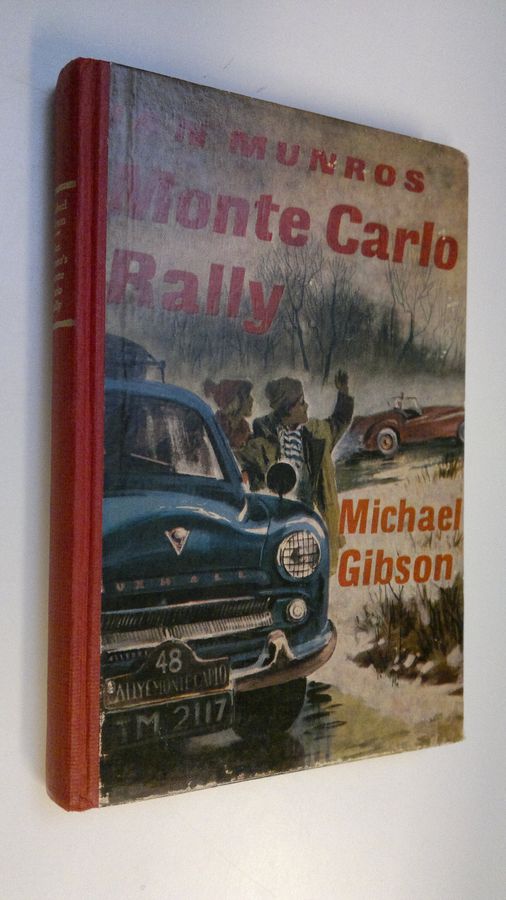 MUNROS
Monte Carlo
Rally
Michael
Gibson
48
RALLYE MONTE CARLO
TM 2117